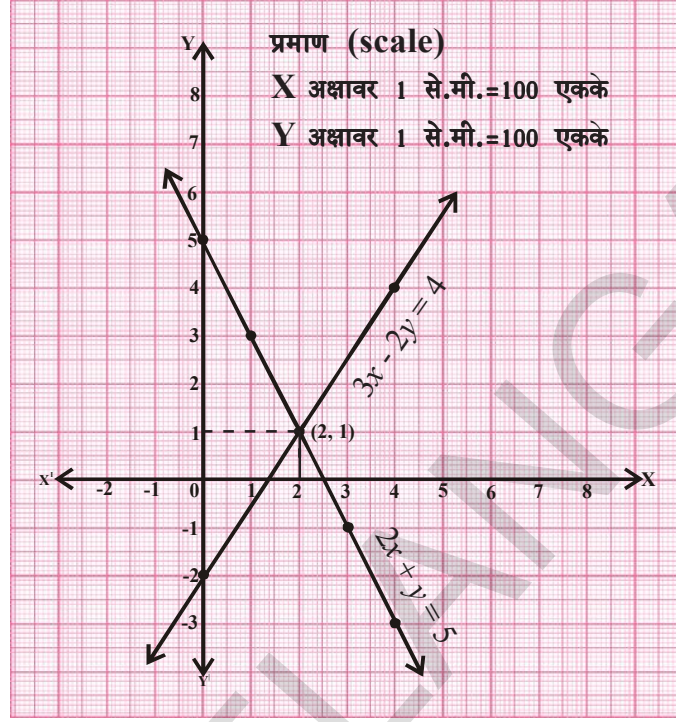 प्रमाण (scale)
X अक्षावर 1 से.मी.=100 एकके
Y अक्षावर 1 से.मी.=100 एकके
Y
8
7
6
5
4
3
2
1
3x - 2y = 4
(2, 1)
X¹ -2 -1 0 1 2 3 4 5 6 7 8 X
-1
-2
-3
2x + y = 5
Y¹